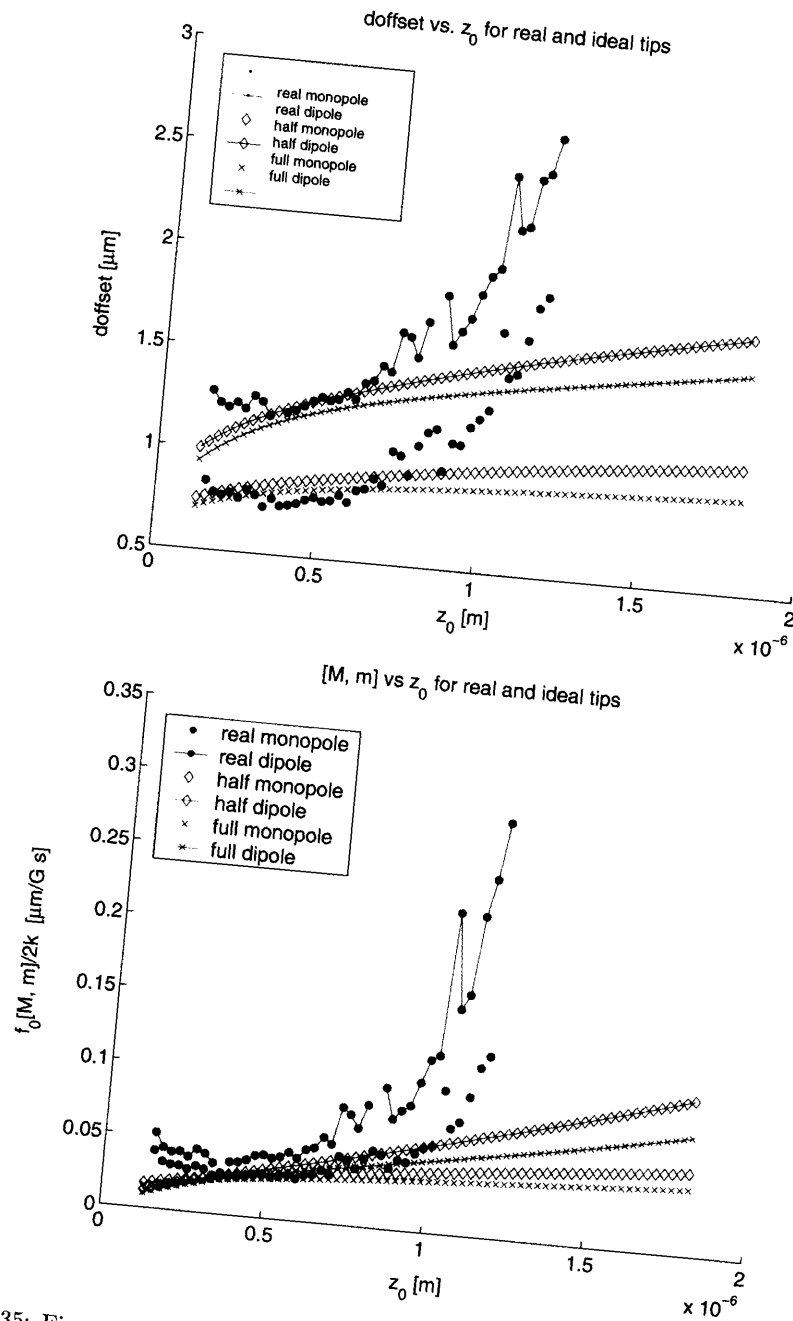 doffset vs. z0 for real and ideal tips
3
2.5
2
1.5
1
0.5
doffset [μm]
real monopole
real dipole
half monopole
half dipole
full monopole
full dipole
0
0.5
1
1.5
2
z0 [m]
x 10-6
[M, m] vs z0 for real and ideal tips
0.35
0.3
0.25
0.2
0.15
0.1
0.05
0
f0[M, m]/2k [μm/G s]
real monopole
real dipole
half monopole
half dipole
full monopole
full dipole
0
0.5
1
1.5
2
z0 [m]
x 10-6